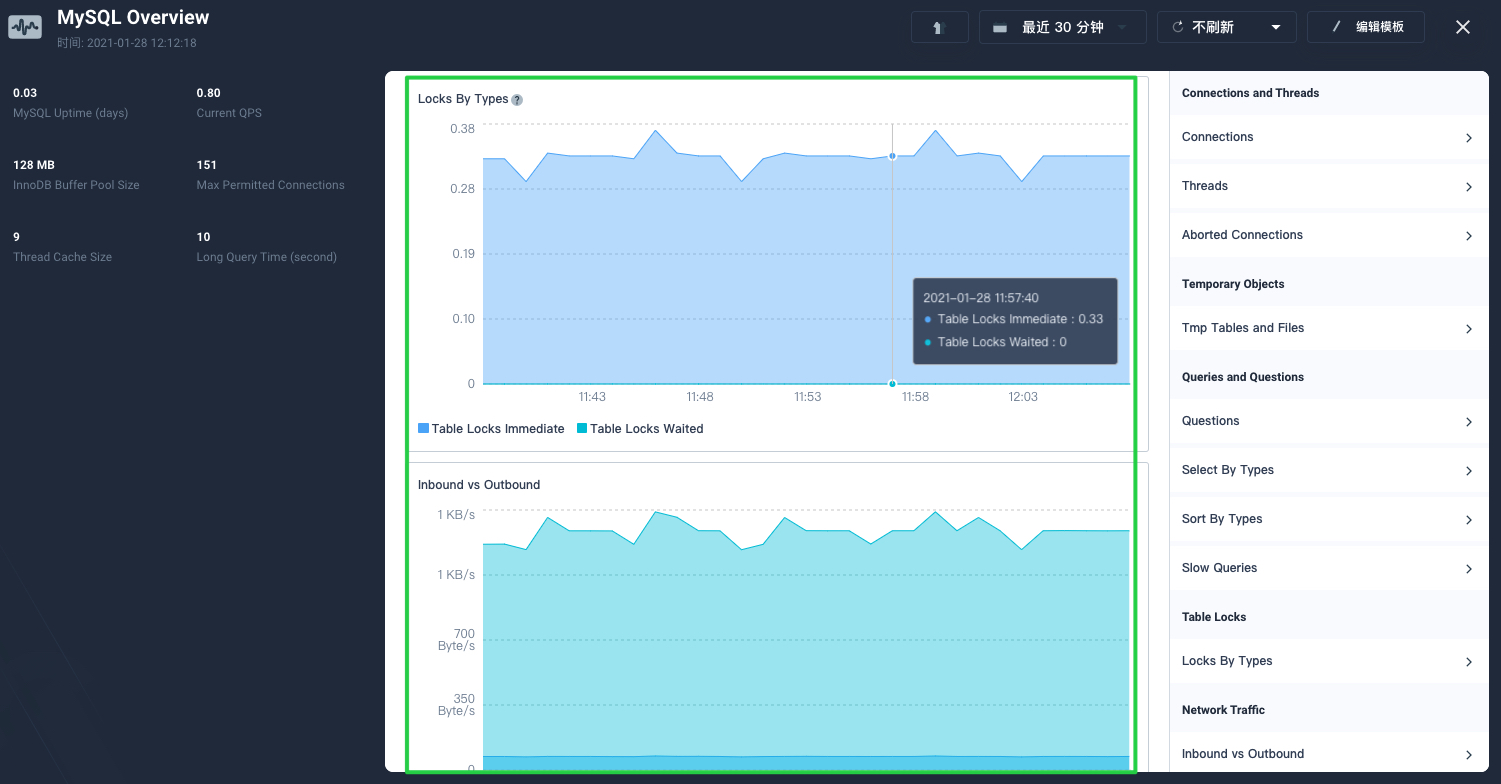 MySQL Overview
时间: 2021-01-28 12:12:18
最近 30 分钟
不刷新
编辑模板
0.03
MySQL Uptime (days)
0.80
Current QPS
128 MB
InnoDB Buffer Pool Size
151
Max Permitted Connections
9
Thread Cache Size
10
Long Query Time (second)
Locks By Types ?
0.38
0.28
0.19
0.10
0
2021-01-28 11:57:40
Table Locks Immediate : 0.33
Table Locks Waited : 0
11:43 11:48 11:53 11:58 12:03
Table Locks Immediate Table Locks Waited
Inbound vs Outbound
1 KB/s
1 KB/s
700
Byte/s
350
Byte/s
0
Connections and Threads
Connections
Threads
Aborted Connections
Temporary Objects
Tmp Tables and Files
Queries and Questions
Questions
Select By Types
Sort By Types
Slow Queries
Table Locks
Locks By Types
Network Traffic
Inbound vs Outbound